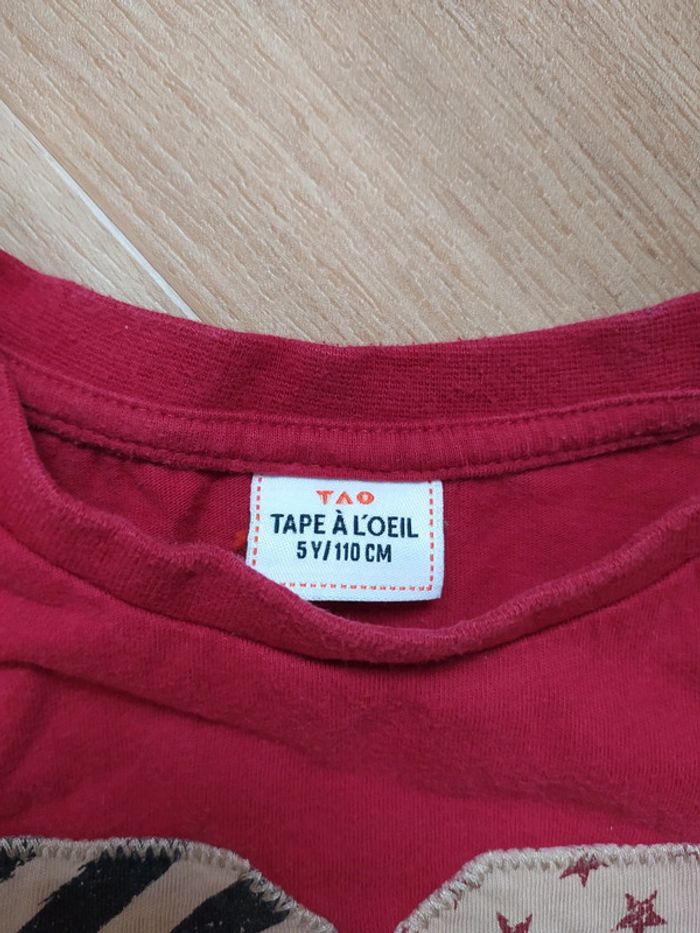 TAO
TAPE À L'OEIL
5 Y/110 CM